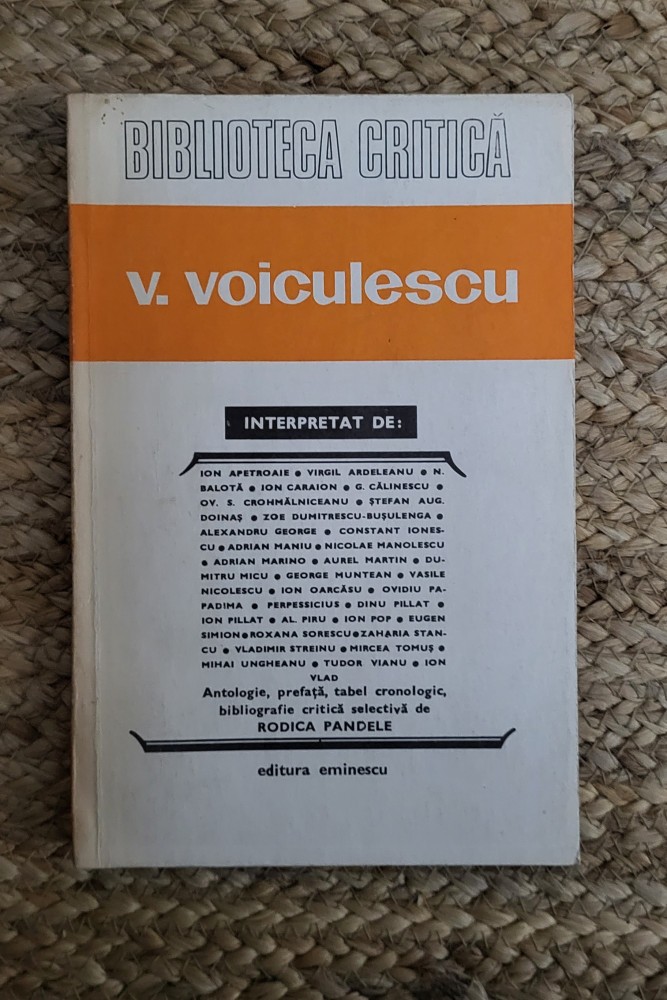 BIBLIOTECA CRITICĂ
v. voiculescu
INTERPRETAT DE:
ION APETROAIE • VIRGIL ARDELEANU • N.
BALOTĂ • ION CARAION • G. CĂLINESCU •
OV. S. CROHMĂLNICEANU • ȘTEFAN AUG.
DOINAȘ • ZOE DUMITRESCU-BUȘULENGA •
ALEXANDRU GEORGE • CONSTANT IONES-
CU • ADRIAN MANIU • NICOLAE MANOLESCU
• ADRIAN MARINO • AUREL MARTIN • DU-
MITRU MICU • GEORGE MUNTEAN • VASILE
NICOLESCU • ION OARCĂSU • OVIDIU PA-
PADIMA • PERPESSICIUS • DINU PILLAT •
ION PILLAT • AL. PIRU • ION POP • EUGEN
SIMION • ROXANA SORESCU • ZAHARIA STAN-
CU • VLADIMIR STREINU • MIRCEA TOMUȘ •
MIHAI UNGHEANU • TUDOR VIANU • ION
VLAD
Antologie, prefață, tabel cronologic,
bibliografie critică selectivă de
RODICA PANDELE
editura eminescu